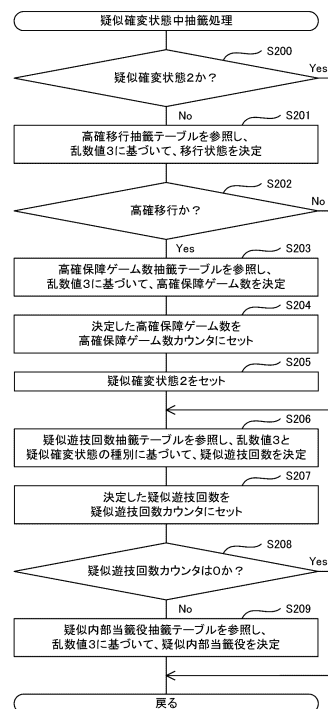 疑似確変状態中抽籤処理
S200
疑似確変状態2か？
Yes
No
S201
高確移行抽籤テーブルを参照し、
乱数値3に基づいて、移行状態を決定
S202
高確移行か？
No
Yes
S203
高確保障ゲーム数抽籤テーブルを参照し、
乱数値3に基づいて、高確保障ゲーム数を決定
S204
決定した高確保障ゲーム数を
高確保障ゲーム数カウンタにセット
S205
疑似確変状態2をセット
S206
疑似遊技回数抽籤テーブルを参照し、乱数値3と
疑似確変状態の種別に基づいて、疑似遊技回数を決定
S207
決定した疑似遊技回数を
疑似遊技回数カウンタにセット
S208
疑似遊技回数カウンタは0か？
Yes
No
S209
疑似内部当籤役抽籤テーブルを参照し、
乱数値3に基づいて、疑似内部当籤役を決定
戻る